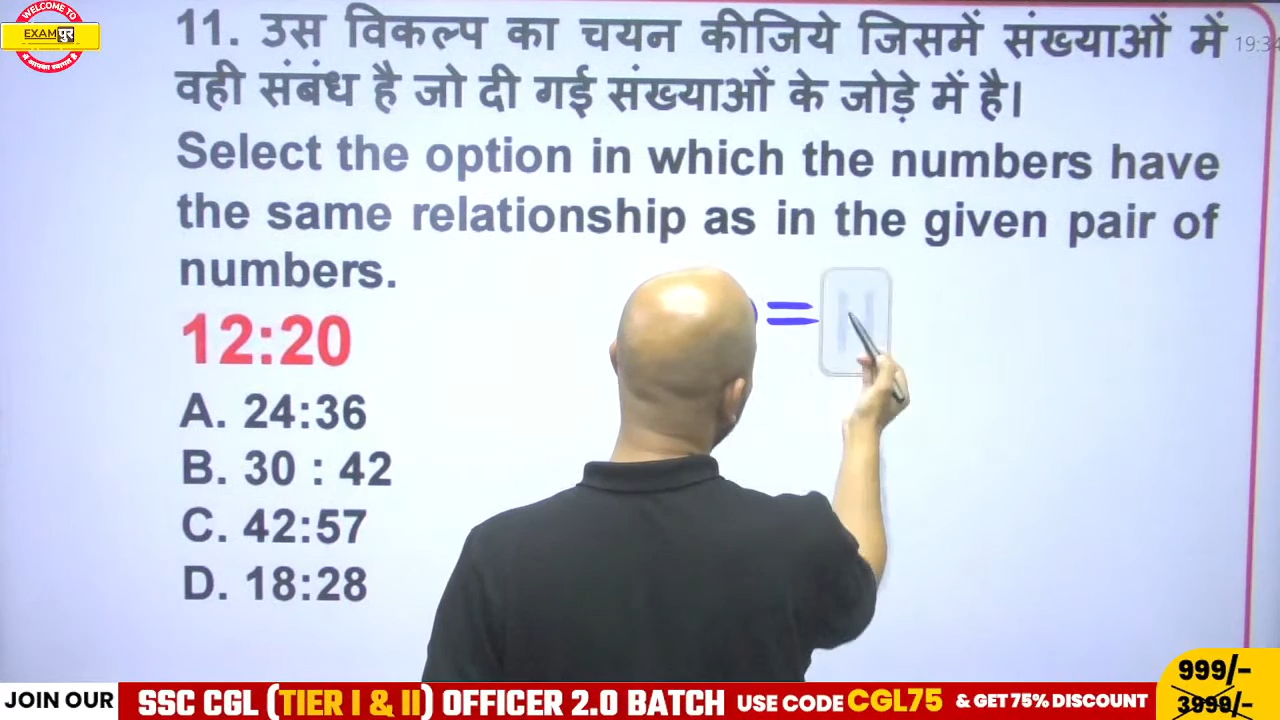 WELCOME TO
EXAMपुर
में आपका स्वागत है
11. उस विकल्प का चयन कीजिये जिसमें संख्याओं में
19:34
वही संबंध है जो दी गई संख्याओं के जोड़े में है।
Select the option in which the numbers have
the same relationship as in the given pair of
numbers.
=
12:20
A. 24:36
B. 30 : 42
C. 42:57
D. 18:28
JOIN OUR SSC CGL (TIER I & II) OFFICER 2.0 BATCH USE CODE CGL75 & GET 75% DISCOUNT
999/-
3999/-